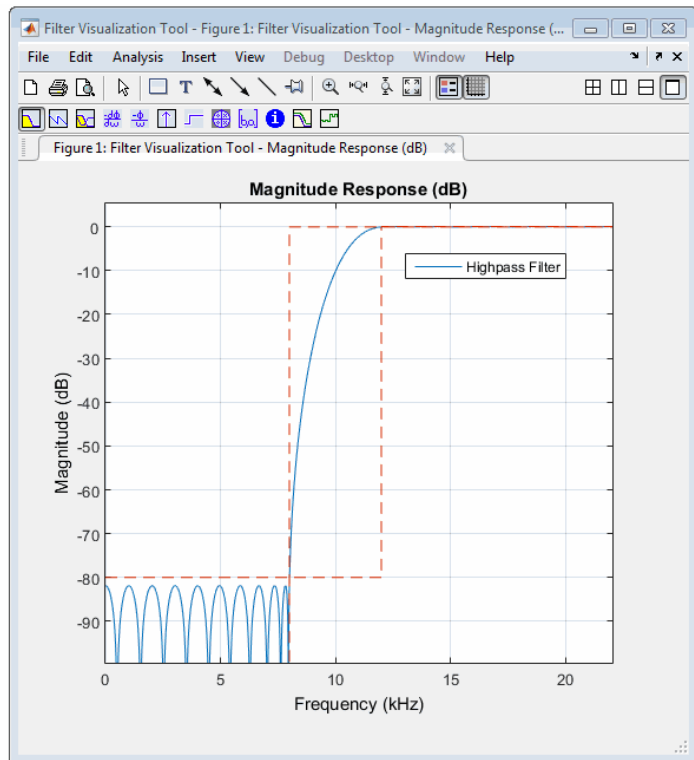 Filter Visualization Tool - Figure 1: Filter Visualization Tool - Magnitude Response (...
File Edit Analysis Insert View Debug Desktop Window Help
Figure 1: Filter Visualization Tool - Magnitude Response (dB)
Magnitude Response (dB)
0
-10
-20
-30
-40
-50
-60
-70
-80
-90
Magnitude (dB)
Highpass Filter
0 5 10 15 20
Frequency (kHz)